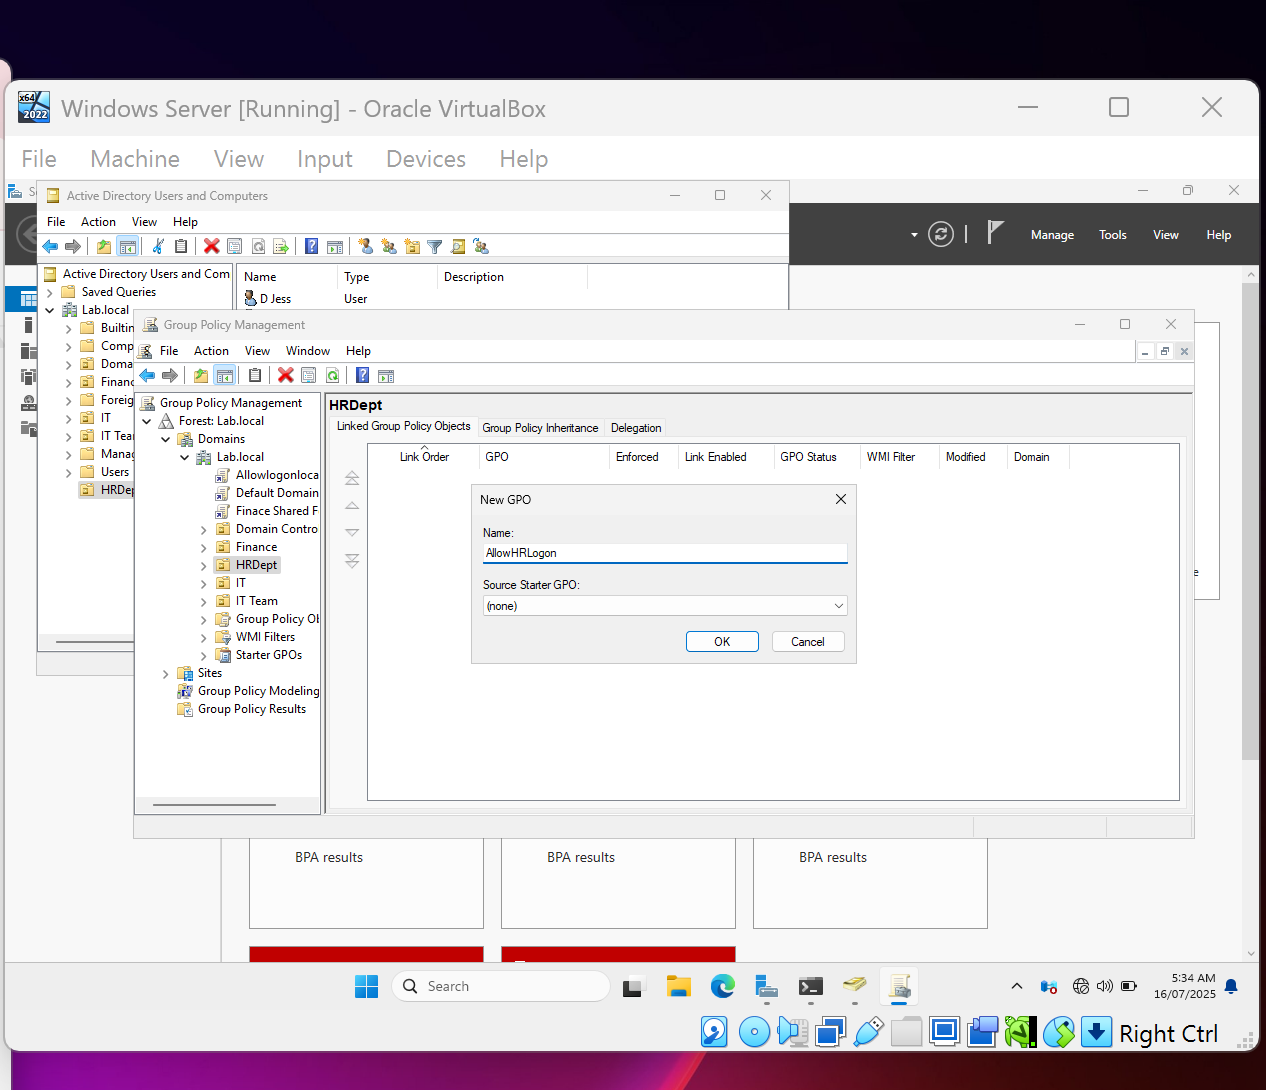 x64
2022
Windows Server [Running] - Oracle VirtualBox
File Machine View Input Devices Help
Active Directory Users and Computers
File Action View Help
Manage Tools View Help
Active Directory Users and Com
Saved Queries
Lab.local
Builtin
Comp
Doma
Financ
Foreig
IT
IT Tea
Manag
Users
HRDep
Name Type Description
D Jess User
Group Policy Management
File Action View Window Help
Group Policy Management
Forest: Lab.local
Domains
Lab.local
Allowlogonloca
Default Domain
Finace Shared F
Domain Contro
Finance
HRDept
IT
IT Team
Group Policy Ob
WMI Filters
Starter GPOs
Sites
Group Policy Modeling
Group Policy Results
HRDept
Linked Group Policy Objects Group Policy Inheritance Delegation
Link Order GPO Enforced Link Enabled GPO Status WMI Filter Modified Domain
New GPO
Name:
AllowHRLogon
Source Starter GPO:
(none)
OK Cancel
BPA results BPA results BPA results
Search
5:34 AM
16/07/2025
Right Ctrl